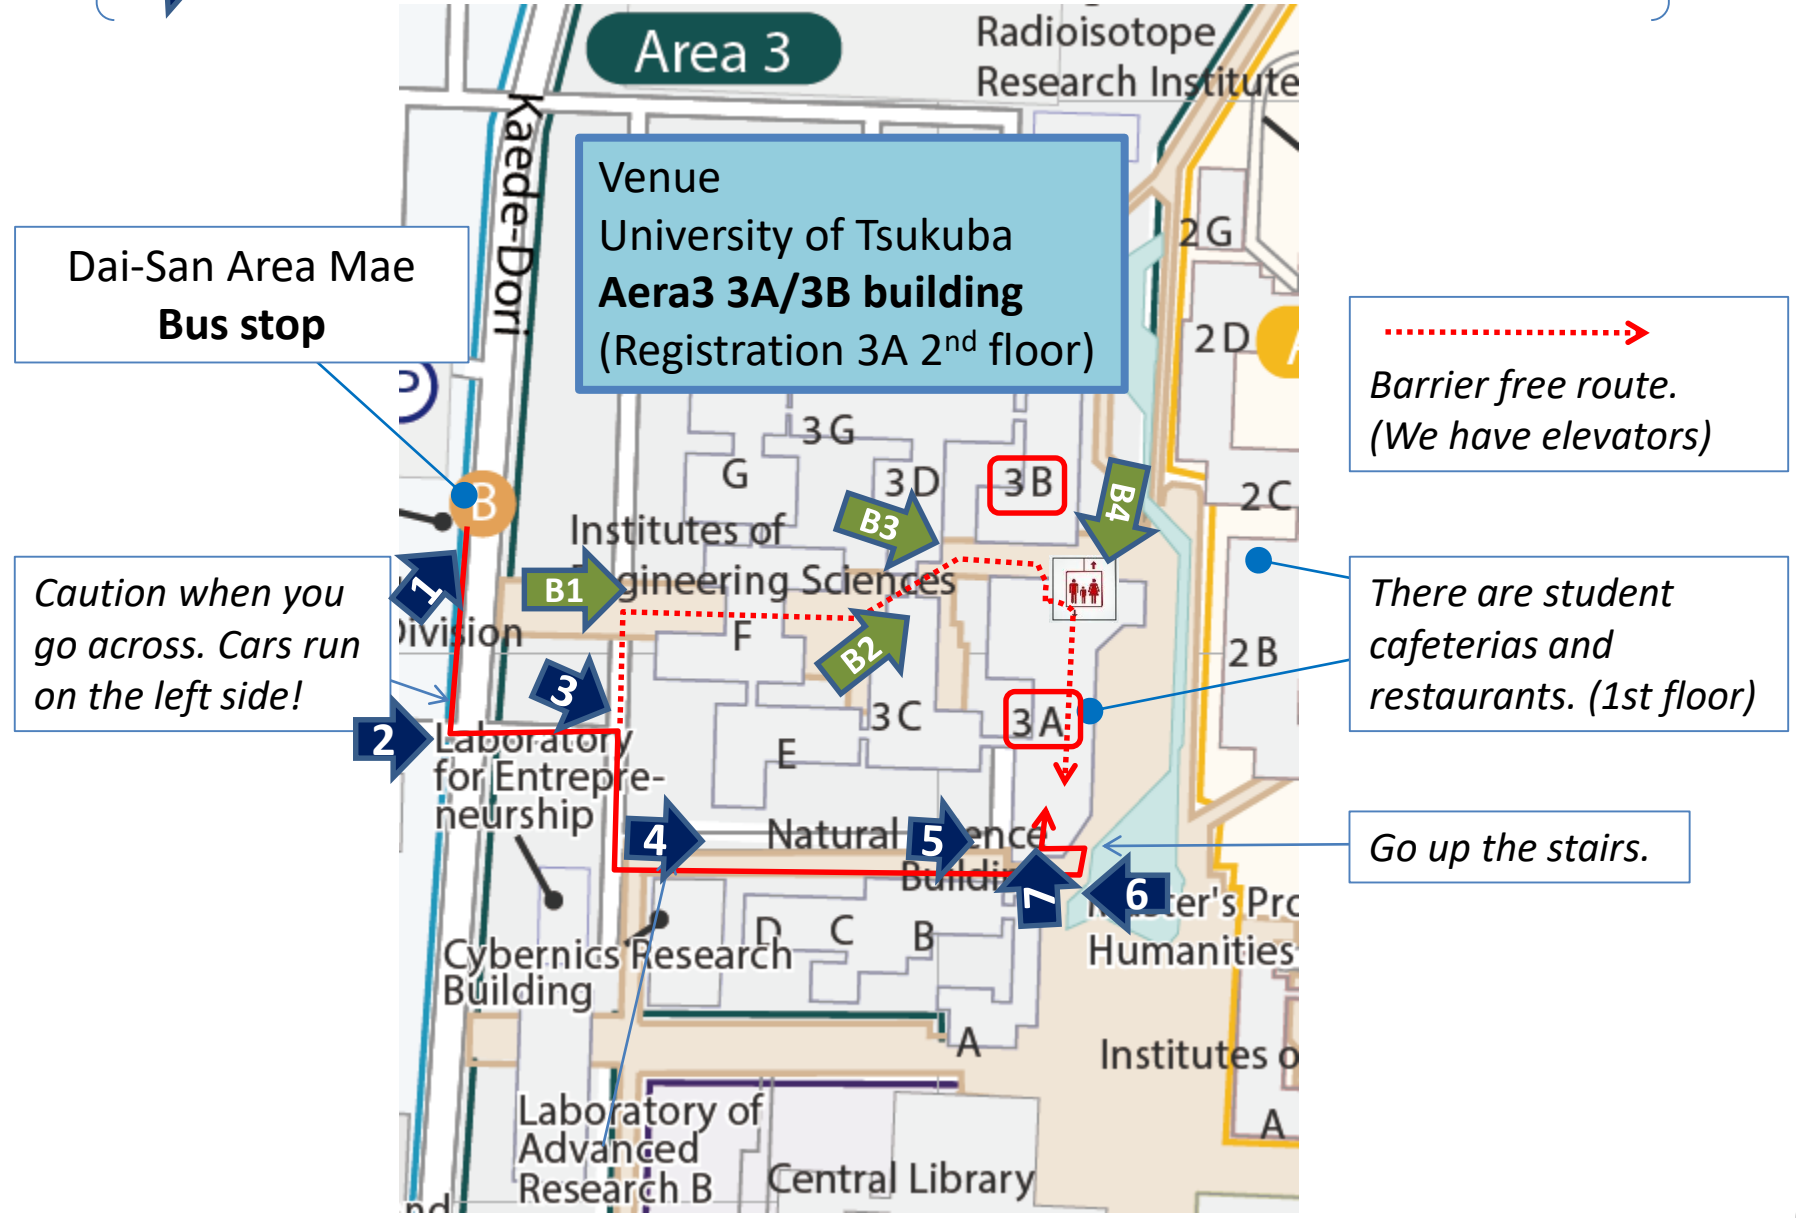 Area 3
Radioisotope
Research Institute
Kaede-Dori
Venue
University of Tsukuba
Aera3 3A/3B building
(Registration 3A 2nd floor)
Dai-San Area Mae
Bus stop
P
B
2G
2D
A
2C
2B
Barrier free route.
(We have elevators)
3G
G
3D
3B
B3
B4
Institutes of
Engineering Sciences
B1
B2
F
Caution when you
go across. Cars run
on the left side!
Division
1
2
3
3C
3A
E
There are student
cafeterias and
restaurants. (1st floor)
Laboratory
for Entrepre-
neurship
4
5
Natural Science
Building
7
6
Go up the stairs.
Master's Pro
Humanities
D
C
B
Cybernics Research
Building
A
Institutes o
A
Laboratory of
Advanced
Research B
Central Library
nd